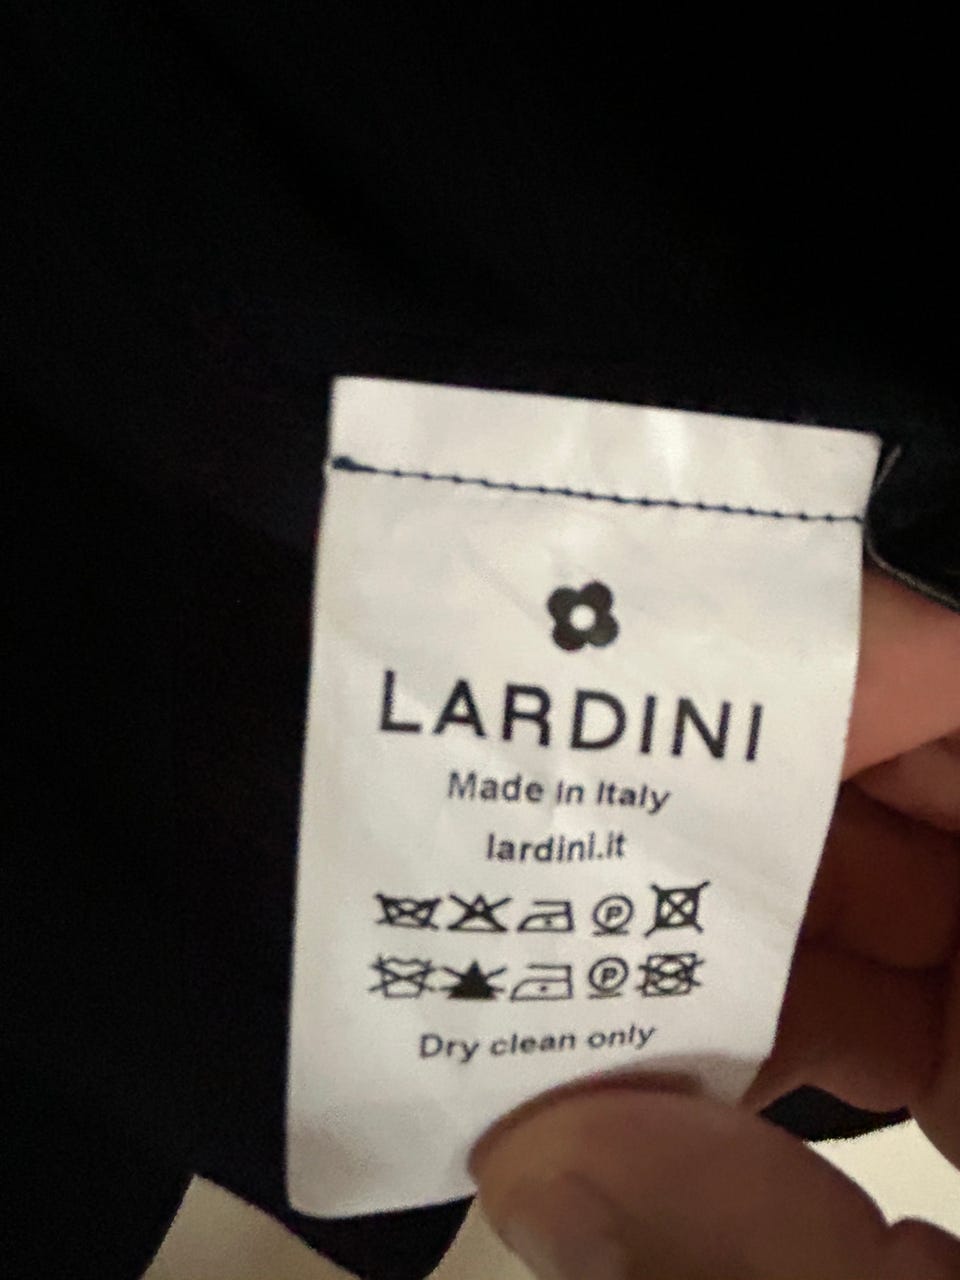 LARDINI
Made in Italy
lardini.it
P
P
Dry clean only